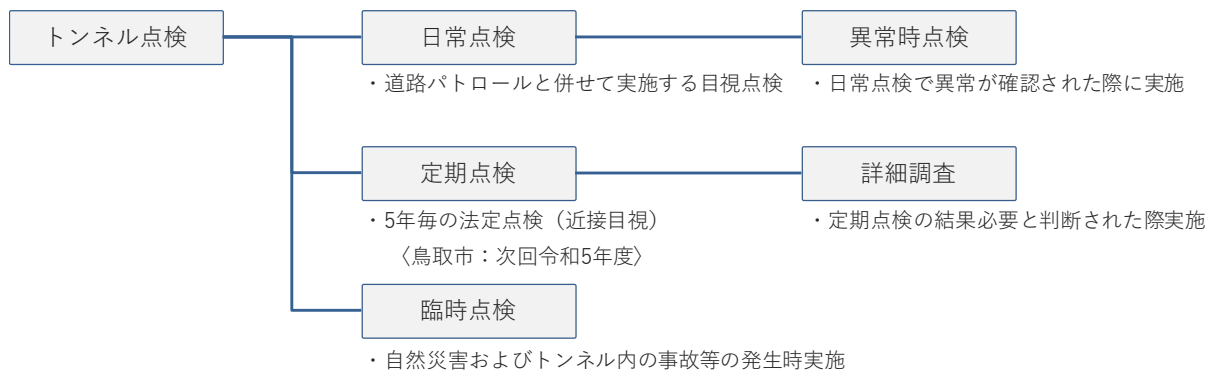 トンネル点検
日常点検
異常時点検
・道路パトロールと併せて実施する目視点検
・日常点検で異常が確認された際に実施
定期点検
詳細調査
・5年毎の法定点検（近接目視）
〈鳥取市：次回令和5年度〉
・定期点検の結果必要と判断された際実施
臨時点検
・自然災害およびトンネル内の事故等の発生時実施